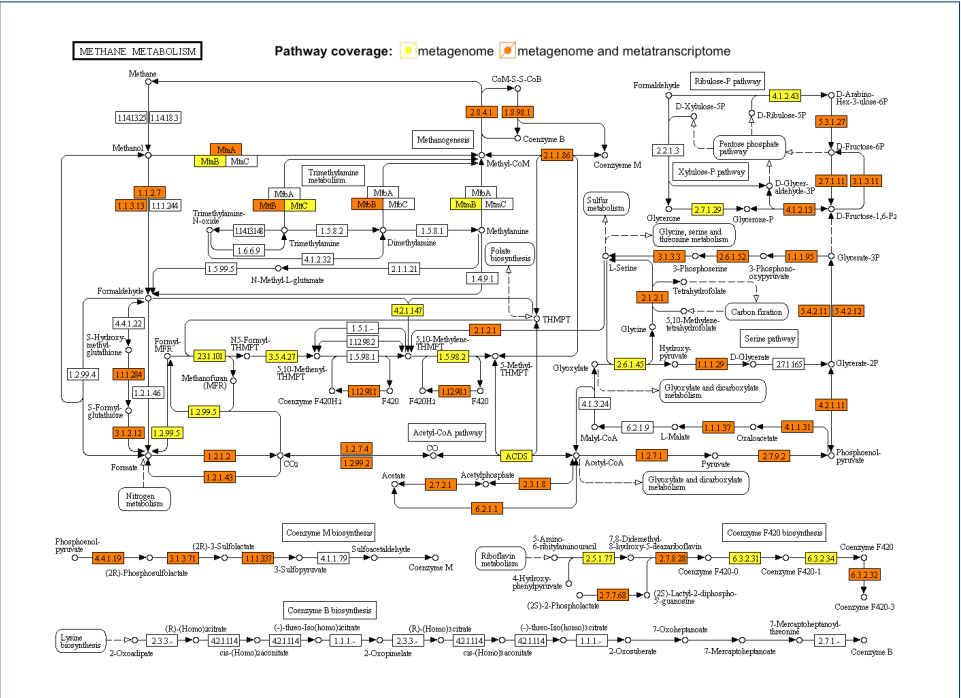 METHANE METABOLISM
Pathway coverage: metagenome metagenome and metatranscriptome
Methane
CoM-S-S-CoB
1.14.13.25 1.14.18.3
2.8.4.1 1.8.98.1
Methanogenesis
Coenzyme B
Methanol
MtaA
MtaB MtaC
Methyl-CoM
2.1.1.86
Coenzyme M
1.1.2.7
1.1.3.13 1.1.1.244
Trimethylamine
metabolism
MtbA MtbA MtbA
MttB MttC MtbB MtbC MtmB MtmC
Trimethylamine-
N-oxide
1.14.13.148
Trimethylamine
1.5.8.2
Dimethylamine
1.5.8.1
Methylamine
1.6.6.9
4.1.2.32
1.5.99.5
N-Methyl-L-glutamate
2.1.1.21
1.4.9.1
Folate
biosynthesis
Formaldehyde
4.2.1.147
THMPT
4.4.1.22
S-Hydroxy-
methyl-
glutathione
Formyl-
MFR
2.3.1.101
N5-Formyl-
THMPT
3.5.4.27
5,10-Methenyl-
THMPT
1.5.1.-
1.12.98.2
1.5.98.1
5,10-Methylene-
THMPT
2.1.2.1
1.5.98.2
5-Methyl-
THMPT
Methanofuran
(MFR)
1.12.98.1
Coenzyme F420H2 F420
1.12.98.1
F420H2 F420
1.2.99.4
1.1.1.284
1.2.1.46
S-Formyl-
glutathione
1.2.99.5
3.1.2.12
1.2.99.5
Acetyl-CoA pathway
Formate
1.2.1.2
CO2
1.2.7.4
1.2.99.2
CO
ACDS
Acetyl-CoA
1.2.1.43
Nitrogen
metabolism
Acetate
2.7.2.1
Acetylphosphate
2.3.1.8
6.2.1.1
Ribulose-P pathway
Formaldehyde
4.1.2.43
D-Arabino-
Hex-3-ulose-6P
D-Xylulose-5P
D-Ribulose-5P
5.3.1.27
2.2.1.3
Pentose phosphate
pathway
D-Fructose-6P
Xylulose-P pathway
D-Glycer-
aldehyde-3P
2.7.1.11 3.1.3.11
Glycerone
2.7.1.29
Glycerone-P
4.1.2.13
D-Fructose-1,6-P2
Sulfur
metabolism
Glycine, serine and
threonine metabolism
L-Serine
3.1.3.3
3-Phosphoserine
2.6.1.52
3-Phosphono-
oxypyruvate
1.1.1.95
Glycerate-3P
Tetrahydrofolate
2.1.2.1
Carbon fixation
5,10-Methylene-
tetrahydrofolate
5.4.2.11 5.4.2.12
Glycine
Serine pathway
Glyoxylate
2.6.1.45
Hydroxy-
pyruvate
1.1.1.29
D-Glycerate
2.7.1.165
Glycerate-2P
Glyoxylate and dicarboxylate
metabolism
4.1.3.24
4.2.1.11
Malyl-CoA
6.2.1.9
L-Malate
1.1.1.37
Oxaloacetate
4.1.1.31
1.2.7.1
Pyruvate
2.7.9.2
Phosphoenol-
pyruvate
Glyoxylate and dicarboxylate
metabolism
Coenzyme M biosynthesis
Phosphoenol-
pyruvate
4.4.1.19
(2R)-Phosphosulfolactate
3.1.3.71
(2R)-3-Sulfolactate
1.1.1.337
3-Sulfopyruvate
4.1.1.79
Sulfoacetaldehyde
Coenzyme M
Coenzyme F420 biosynthesis
Riboflavin
metabolism
5-Amino-
6-ribitylaminouracil
2.5.1.77
7,8-Didemethyl-
8-hydroxy-5-deazariboflavin
2.7.8.28
Coenzyme F420-0
6.3.2.31
Coenzyme F420-1
6.3.2.34
Coenzyme F420
6.3.2.32
Coenzyme F420-3
4-Hydroxy-
phenylpyruvate
2.7.7.68
(2S)-2-Phospholactate
(2S)-Lactyl-2-diphospho-
5'-guanosine
Coenzyme B biosynthesis
Lysine
biosynthesis
2-Oxoadipate
2.3.3.-
(R)-(Homo)2citrate
4.2.1.114
cis-(Homo)2aconitate
4.2.1.114
(-)-threo-Iso(homo)2citrate
1.1.1.-
2-Oxopimelate
2.3.3.-
(R)-(Homo)3citrate
4.2.1.114
cis-(Homo)3aconitate
4.2.1.114
(-)-threo-Iso(homo)3citrate
1.1.1.-
2-Oxosuberate
7-Oxoheptanoate
7-Mercaptoheptanoate
7-Mercaptoheptanoyl-
threonine
2.7.1.-
Coenzyme B